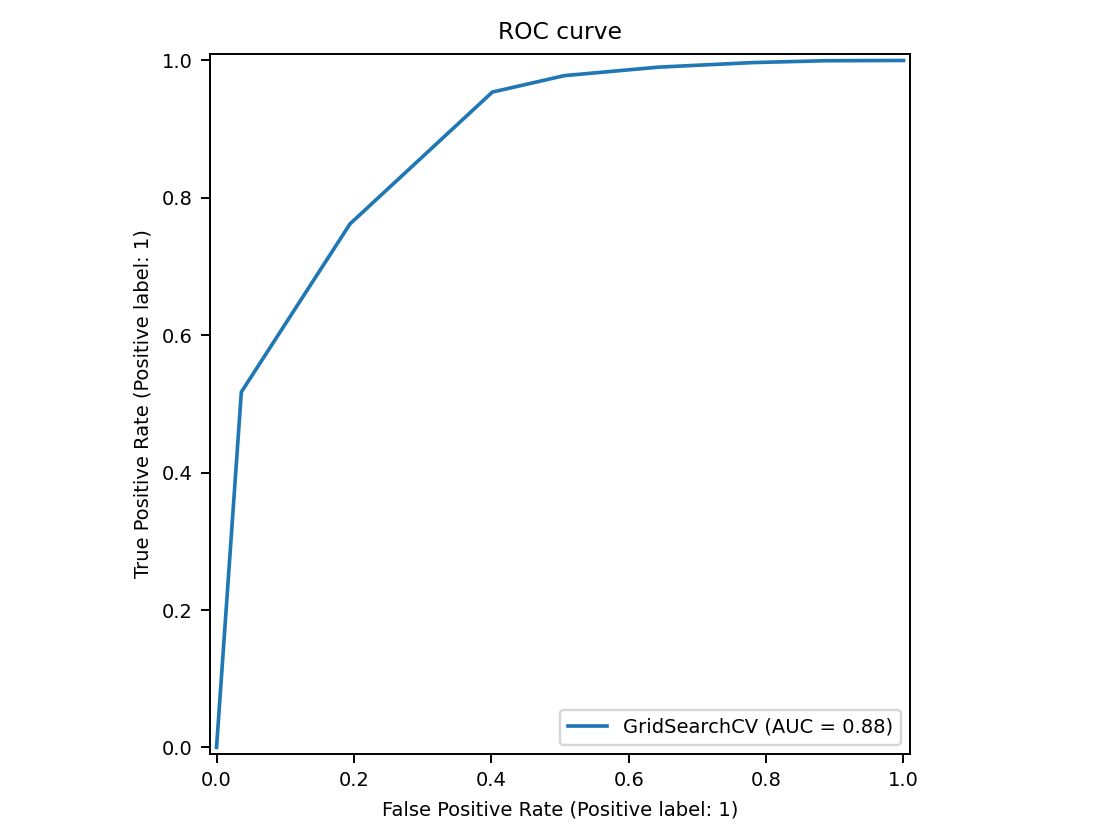 ROC curve
True Positive Rate (Positive label: 1)
1.0
0.8
0.6
0.4
0.2
0.0
GridSearchCV (AUC = 0.88)
0.0 0.2 0.4 0.6 0.8 1.0
False Positive Rate (Positive label: 1)